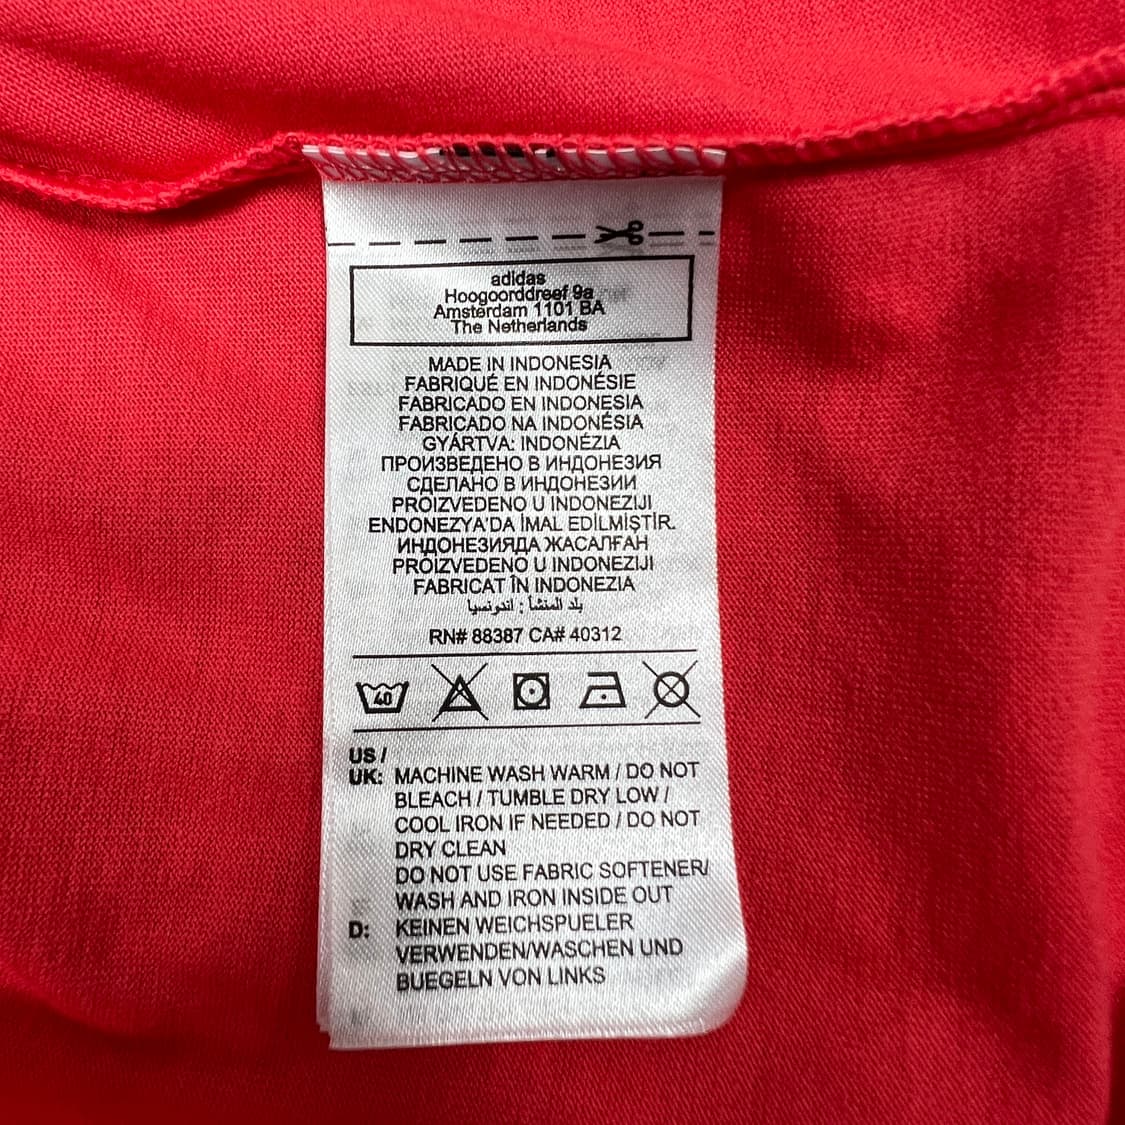 adidas
Hoogoorddreef 9a
Amsterdam 1101 BA
The Netherlands
MADE IN INDONESIA
FABRIQUÉ EN INDONÉSIE
FABRICADO EN INDONESIA
FABRICADO NA INDONÉSIA
GYÁRTVA: INDONÉZIA
ПРОИЗВЕДЕНО В ИНДОНЕЗИЯ
СДЕЛАНО В ИНДОНЕЗИИ
PROIZVEDENO U INDONEZIJI
ENDONEZYA'DA İMAL EDİLMİŞTİR.
ИНДОНЕЗИЯДА ЖАСАЛҒАН
PROIZVEDENO U INDONEZIJI
FABRICAT ÎN INDONEZIA
بلد المنشأ : اندونسيا
RN# 88387 CA# 40312
40
US /
UK: MACHINE WASH WARM / DO NOT
BLEACH / TUMBLE DRY LOW /
COOL IRON IF NEEDED / DO NOT
DRY CLEAN
DO NOT USE FABRIC SOFTENER/
WASH AND IRON INSIDE OUT
D: KEINEN WEICHSPUELER
VERWENDEN/WASCHEN UND
BUEGELN VON LINKS